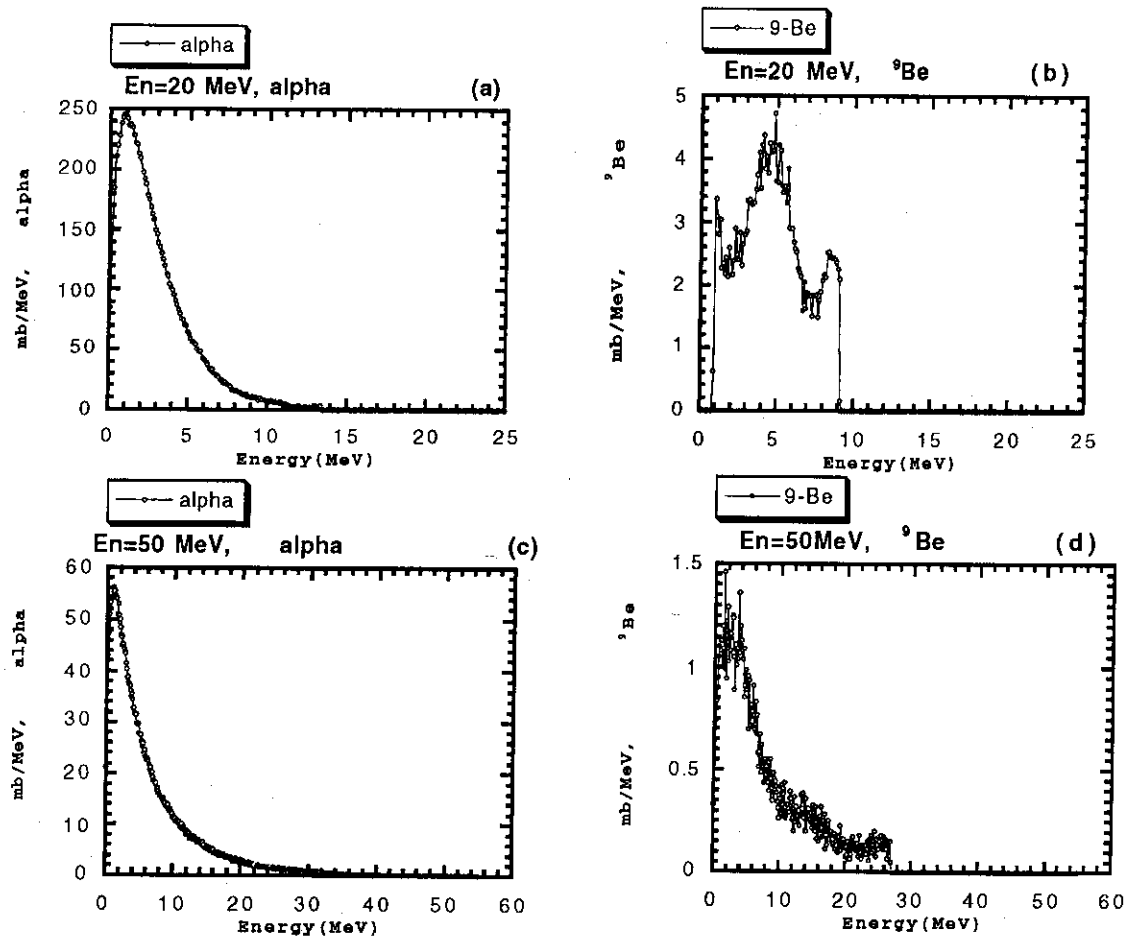 alpha
En=20 MeV, alpha (a)
mb/MeV, alpha
250
200
150
100
50
0
0 5 10 15 20 25
Energy(MeV)
9-Be
En=20 MeV, ⁹Be (b)
mb/MeV, ⁹Be
5
4
3
2
1
0
0 5 10 15 20 25
Energy(MeV)
alpha
En=50 MeV, alpha (c)
mb/MeV, alpha
60
50
40
30
20
10
0
0 10 20 30 40 50 60
Energy(MeV)
9-Be
En=50MeV, ⁹Be (d)
mb/MeV, ⁹Be
1.5
1
0.5
0
0 10 20 30 40 50 60
Energy(MeV)